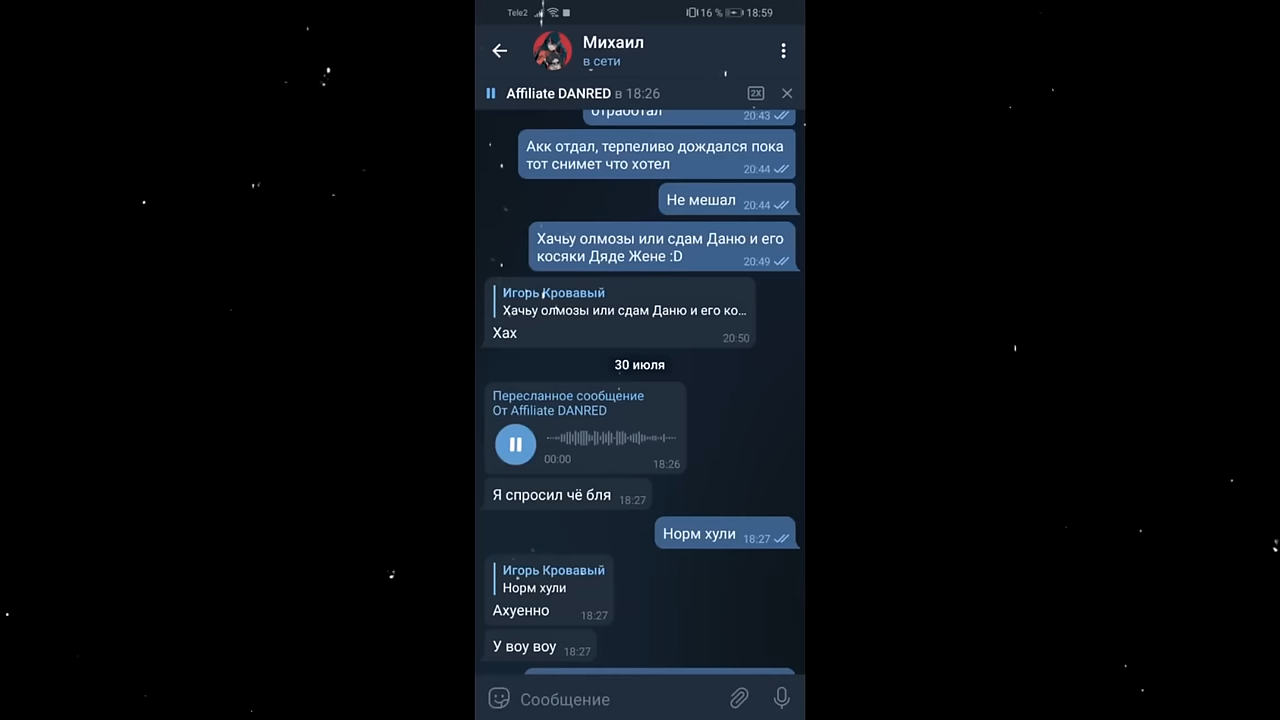 Tele2 16 % 18:59
Михаил
в сети
Affiliate DANRED в 18:26 2X
отработал 20:43
Акк отдал, терпеливо дождался пока
тот снимет что хотел 20:44
Не мешал 20:44
Хачьу олмозы или сдам Даню и его
косяки Дяде Жене :D 20:49
Игорь Кровавый
Хачьу олмозы или сдам Даню и его ко...
Хах 20:50
30 июля
Пересланное сообщение
От Affiliate DANRED
00:00 18:26
Я спросил чё бля 18:27
Норм хули 18:27
Игорь Кровавый
Норм хули
Ахуенно 18:27
У воу воу 18:27
Сообщение